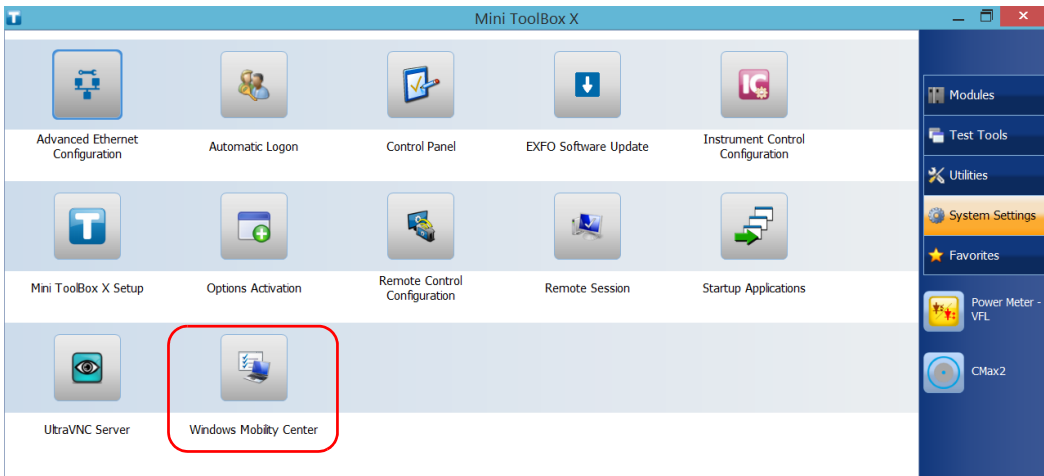 Mini ToolBox X
Advanced Ethernet
Configuration
Automatic Logon
Control Panel
EXFO Software Update
IC
Instrument Control
Configuration
T
Mini ToolBox X Setup
Options Activation
Remote Control
Configuration
Remote Session
Startup Applications
UltraVNC Server
Windows Mobility Center
Modules
Test Tools
Utilities
System Settings
Favorites
Power Meter -
VFL
CMax2